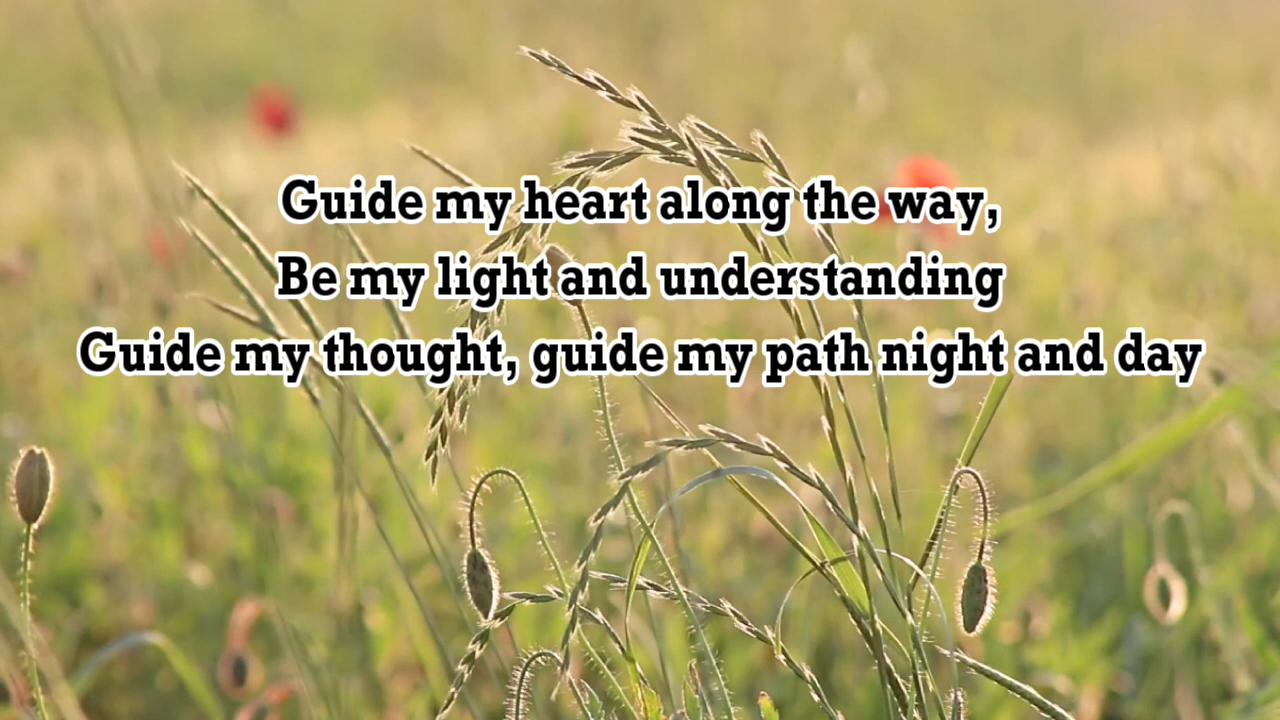 Guide my heart along the way,
Be my light and understanding
Guide my thought, guide my path night and day